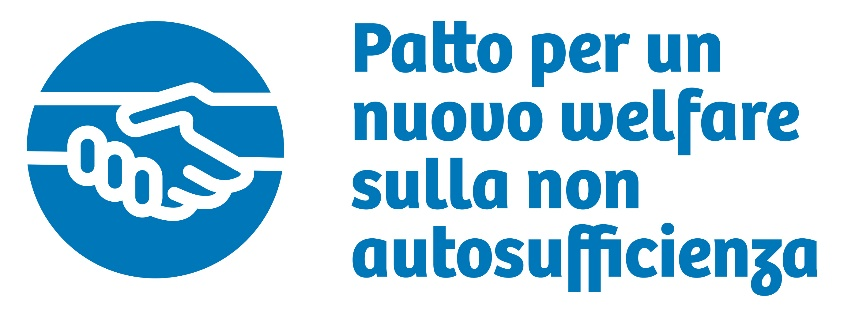 Patto per un
nuovo welfare
sulla non
autosufficienza